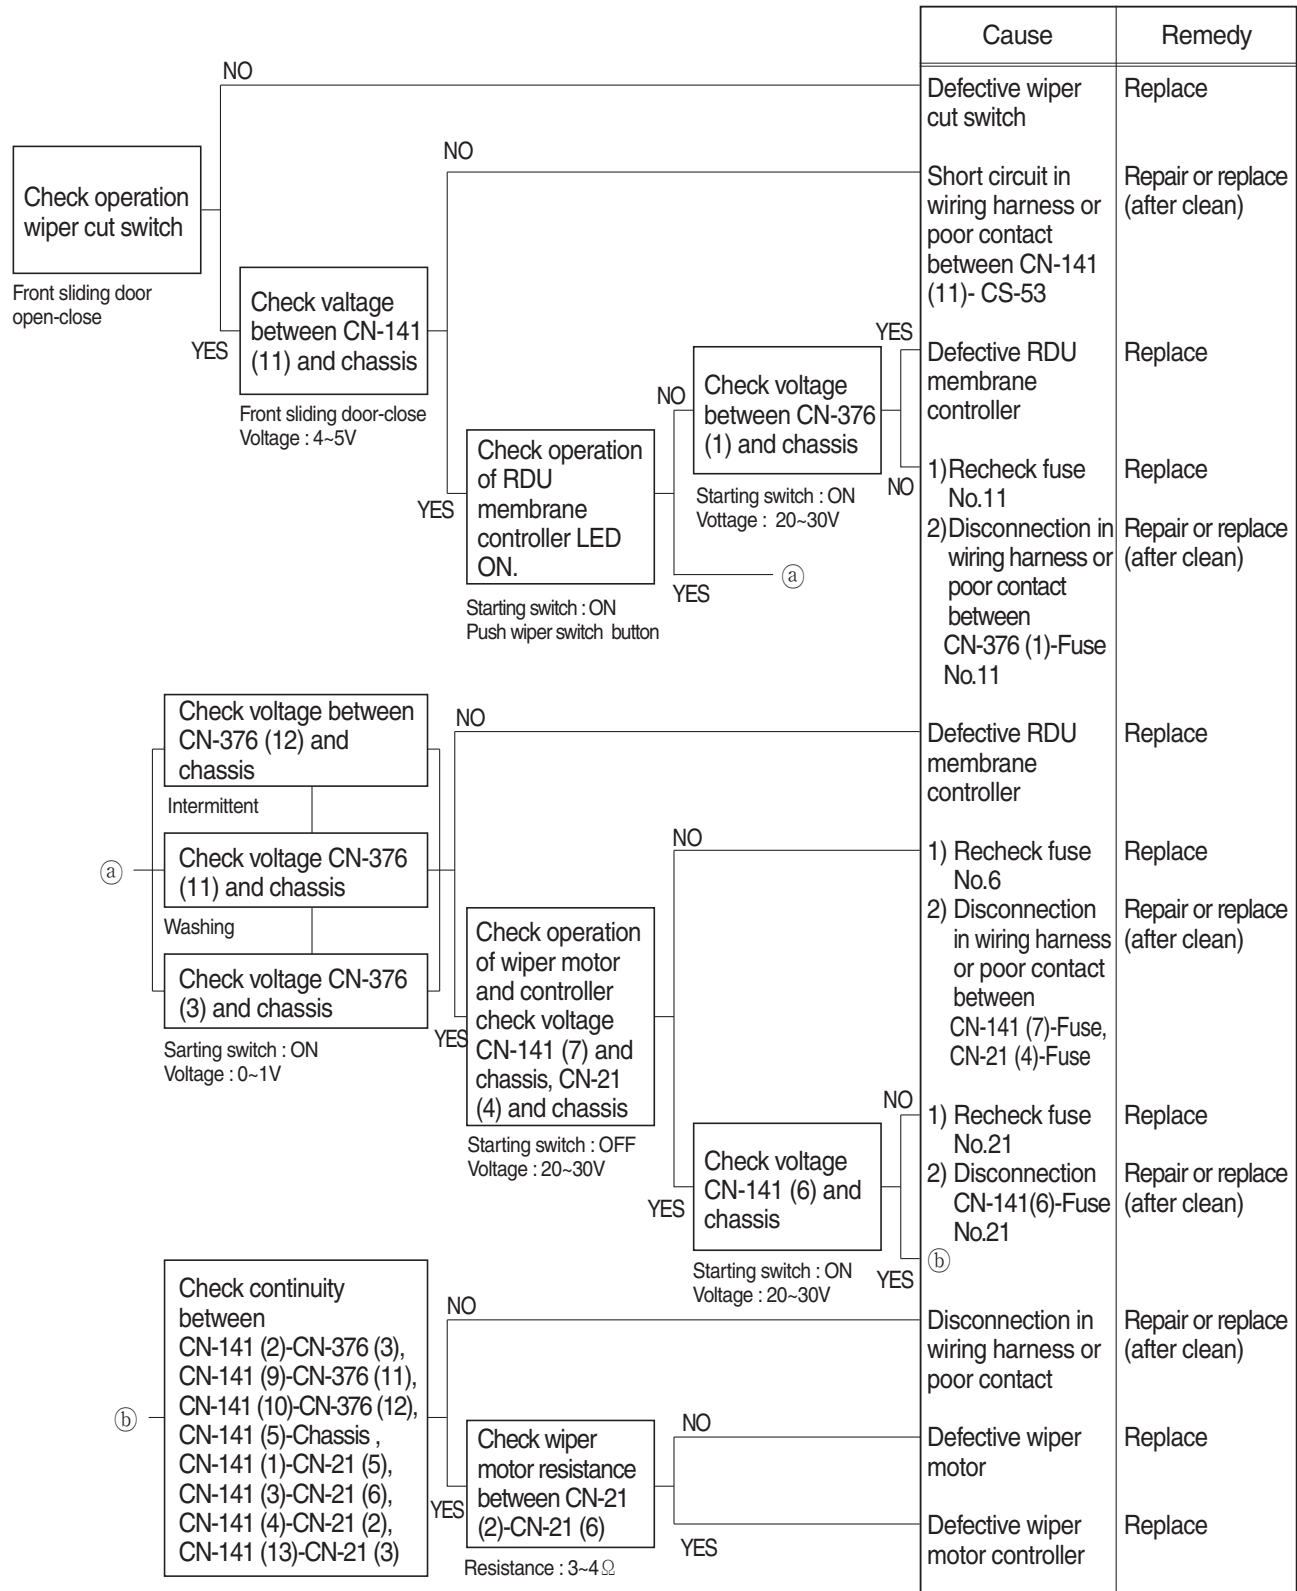 Cause
Remedy
NO
Defective wiper
cut switch
Replace
Check operation
wiper cut switch
Front sliding door
open-close
NO
Short circuit in
wiring harness or
poor contact
between CN-141
(11)- CS-53
Repair or replace
(after clean)
YES
Check valtage
between CN-141
(11) and chassis
Front sliding door-close
Voltage : 4~5V
YES
Defective RDU
membrane
controller
Replace
NO
Check voltage
between CN-376
(1) and chassis
Starting switch : ON
Vottage : 20~30V
NO
1)Recheck fuse
No.11
Replace
2)Disconnection in
wiring harness or
poor contact
between
CN-376 (1)-Fuse
No.11
Repair or replace
(after clean)
YES
Check operation
of RDU
membrane
controller LED
ON.
Starting switch : ON
Push wiper switch button
YES
ⓐ
Check voltage between
CN-376 (12) and
chassis
Intermittent
ⓐ
Check voltage CN-376
(11) and chassis
Washing
Check voltage CN-376
(3) and chassis
Sarting switch : ON
Voltage : 0~1V
NO
Defective RDU
membrane
controller
Replace
YES
Check operation
of wiper motor
and controller
check voltage
CN-141 (7) and
chassis, CN-21
(4) and chassis
Starting switch : OFF
Voltage : 20~30V
NO
1) Recheck fuse
No.6
Replace
2) Disconnection
in wiring harness
or poor contact
between
CN-141 (7)-Fuse,
CN-21 (4)-Fuse
Repair or replace
(after clean)
YES
Check voltage
CN-141 (6) and
chassis
Starting switch : ON
Voltage : 20~30V
NO
1) Recheck fuse
No.21
Replace
2) Disconnection
CN-141(6)-Fuse
No.21
Repair or replace
(after clean)
YES
ⓑ
ⓑ
Check continuity
between
CN-141 (2)-CN-376 (3),
CN-141 (9)-CN-376 (11),
CN-141 (10)-CN-376 (12),
CN-141 (5)-Chassis ,
CN-141 (1)-CN-21 (5),
CN-141 (3)-CN-21 (6),
CN-141 (4)-CN-21 (2),
CN-141 (13)-CN-21 (3)
NO
Disconnection in
wiring harness or
poor contact
Repair or replace
(after clean)
YES
Check wiper
motor resistance
between CN-21
(2)-CN-21 (6)
Resistance : 3~4Ω
NO
Defective wiper
motor
Replace
YES
Defective wiper
motor controller
Replace